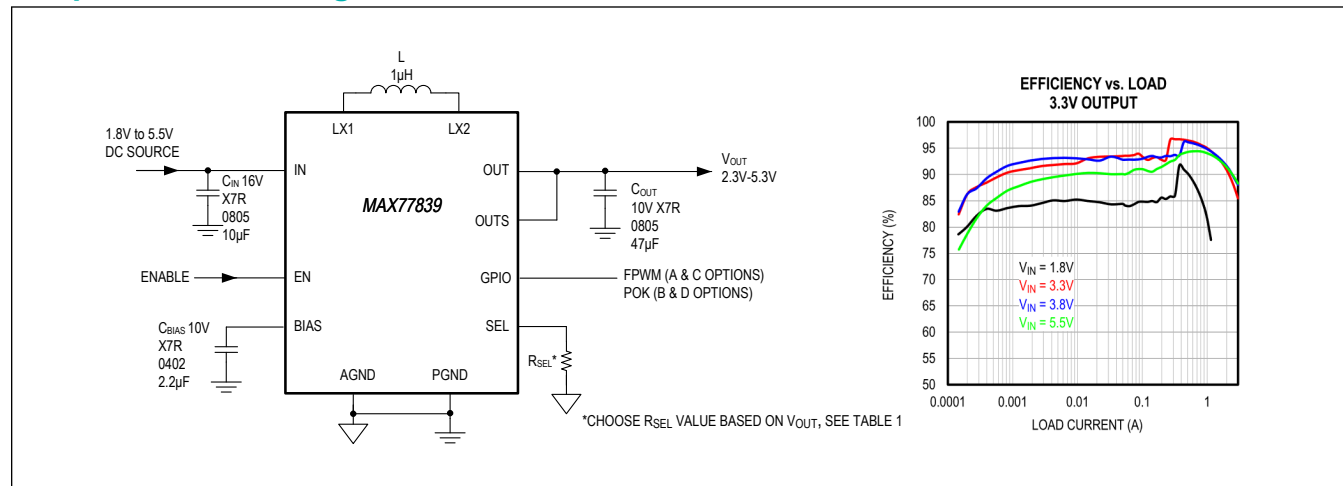 L
1µH
LX1
LX2
1.8V to 5.5V
DC SOURCE
IN
CIN 16V
X7R
0805
10µF
MAX77839
OUT
OUTS
VOUT
2.3V-5.3V
COUT
10V X7R
0805
47µF
ENABLE
EN
GPIO
FPWM (A & C OPTIONS)
POK (B & D OPTIONS)
CBIAS 10V
X7R
0402
2.2µF
BIAS
SEL
RSEL*
AGND
PGND
*CHOOSE RSEL VALUE BASED ON VOUT, SEE TABLE 1
EFFICIENCY vs. LOAD
3.3V OUTPUT
EFFICIENCY (%)
100
95
90
85
80
75
70
65
60
55
50
VIN = 1.8V
VIN = 3.3V
VIN = 3.8V
VIN = 5.5V
0.0001
0.001
0.01
0.1
1
LOAD CURRENT (A)